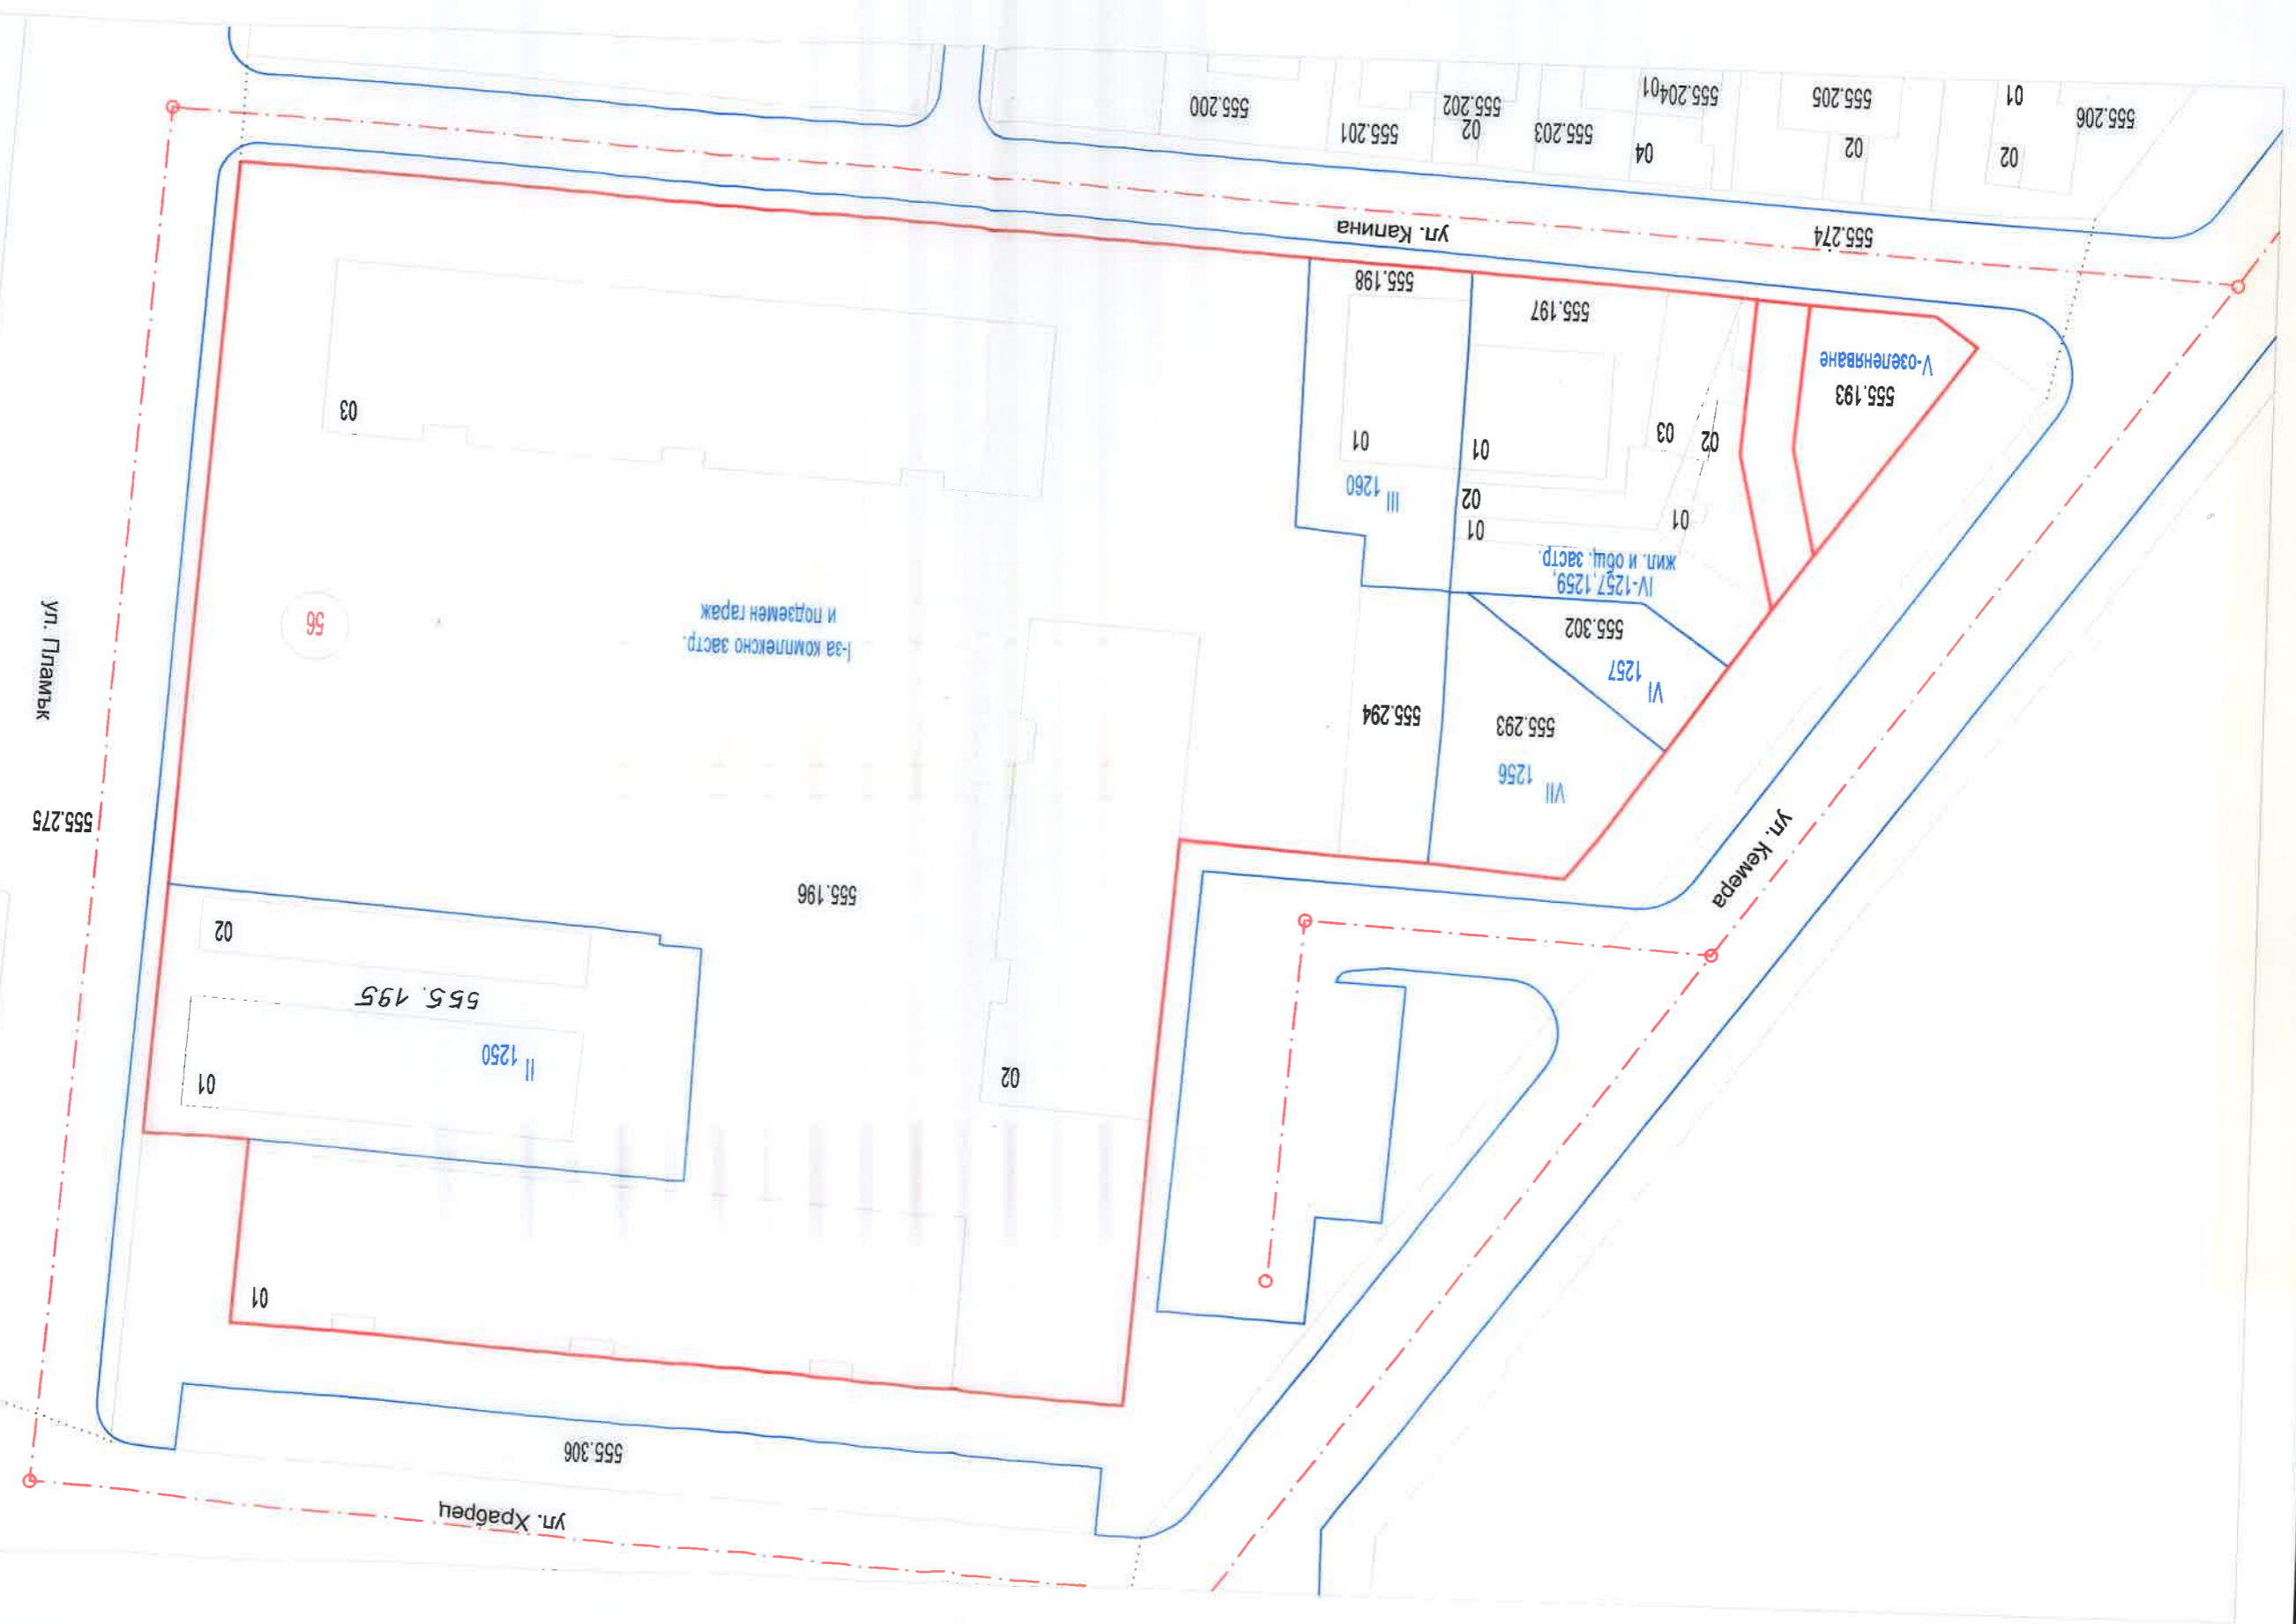 ул. Храбрец
555.306
01
01
II 1250
555.195
02
02
555.196
555.275
ул. Пламък
ул. Кемера
VII 1256
555.293
555.294
VI 1257
555.302
I-за комплексно застр.
и подземен гараж
56
IV-1257,1259,
жил. и общ. застр.
01
01
02
III 1260
02
03
01
01
03
555.193
V-озеленяване
555.197
555.198
555.274
ул. Капина
02
02
04
555.203
02
555.201
555.206
01
555.205
555.204
01
555.202
555.200